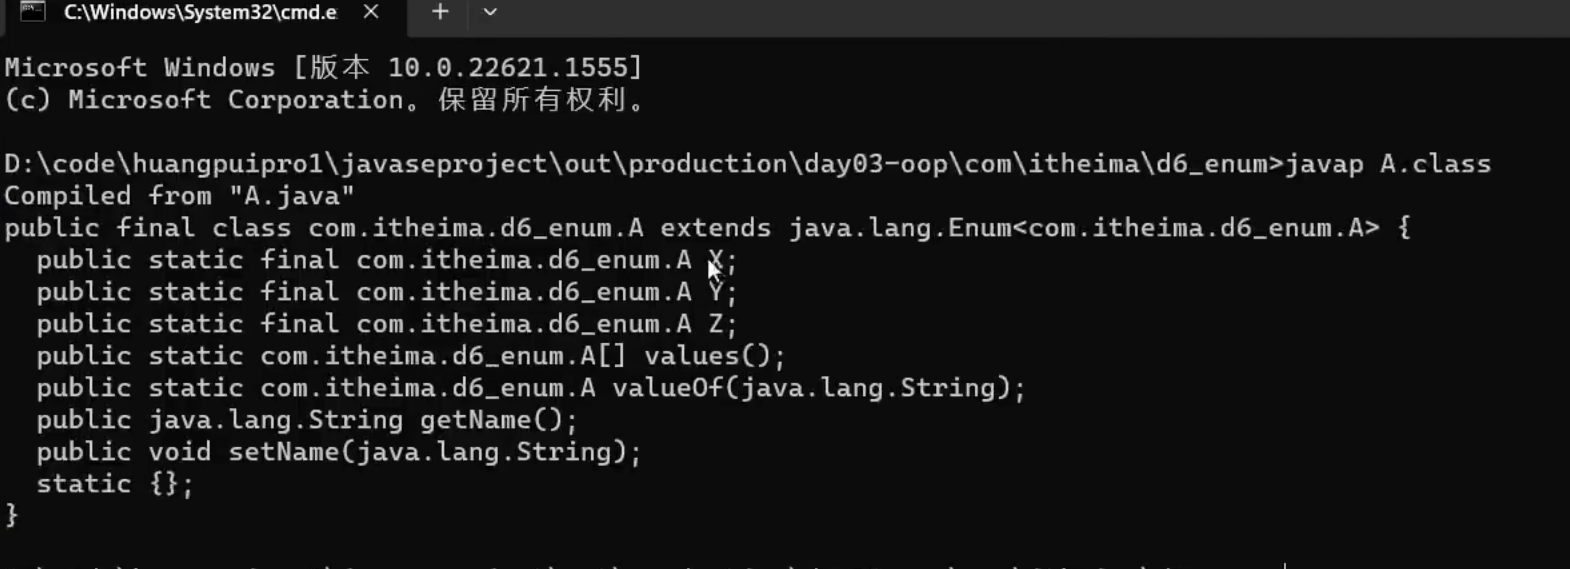 C:\Windows\System32\cmd.e
Microsoft Windows [版本 10.0.22621.1555]
(c) Microsoft Corporation。保留所有权利。
D:\code\huangpuipro1\javaseproject\out\production\day03-oop\com\itheima\d6_enum>javap A.class
Compiled from "A.java"
public final class com.itheima.d6_enum.A extends java.lang.Enum<com.itheima.d6_enum.A> {
  public static final com.itheima.d6_enum.A X;
  public static final com.itheima.d6_enum.A Y;
  public static final com.itheima.d6_enum.A Z;
  public static com.itheima.d6_enum.A[] values();
  public static com.itheima.d6_enum.A valueOf(java.lang.String);
  public java.lang.String getName();
  public void setName(java.lang.String);
  static {};
}